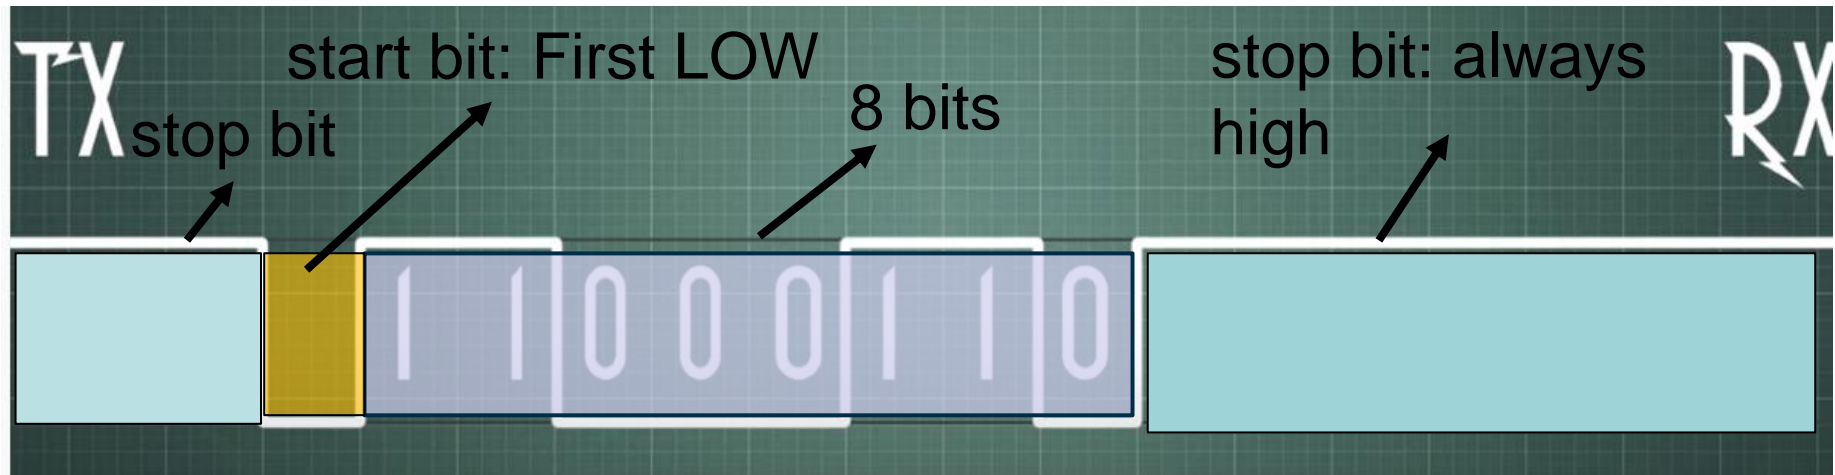 TX
start bit: First LOW
stop bit: always
high
RX
stop bit
8 bits
1 1 0 0 0 1 1 0